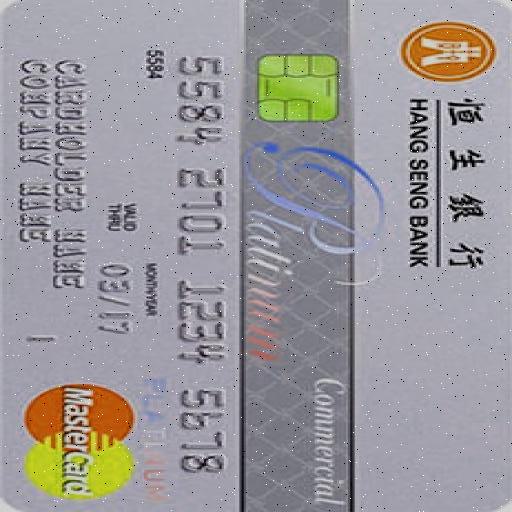 恒生銀行
HANG SENG BANK
Platinum
Commercial
5584 2701 1234 5678
5584
PLATINUM
MONTH/YEAR
VALID
THRU
03/17
CARDHOLDER NAME
COMPANY NAME 1
MasterCard